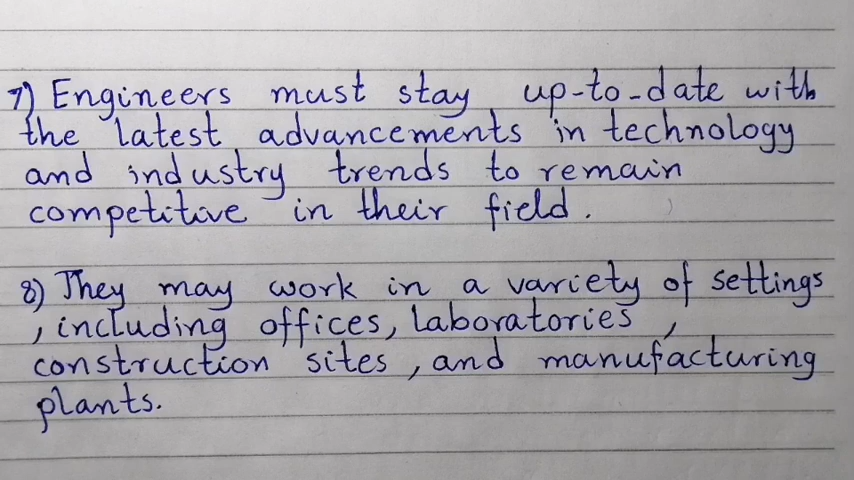 7) Engineers must stay up-to-date with
the latest advancements in technology
and industry trends to remain
competitive in their field.
8) They may work in a variety of settings
, including offices, laboratories ,
construction sites , and manufacturing
plants.